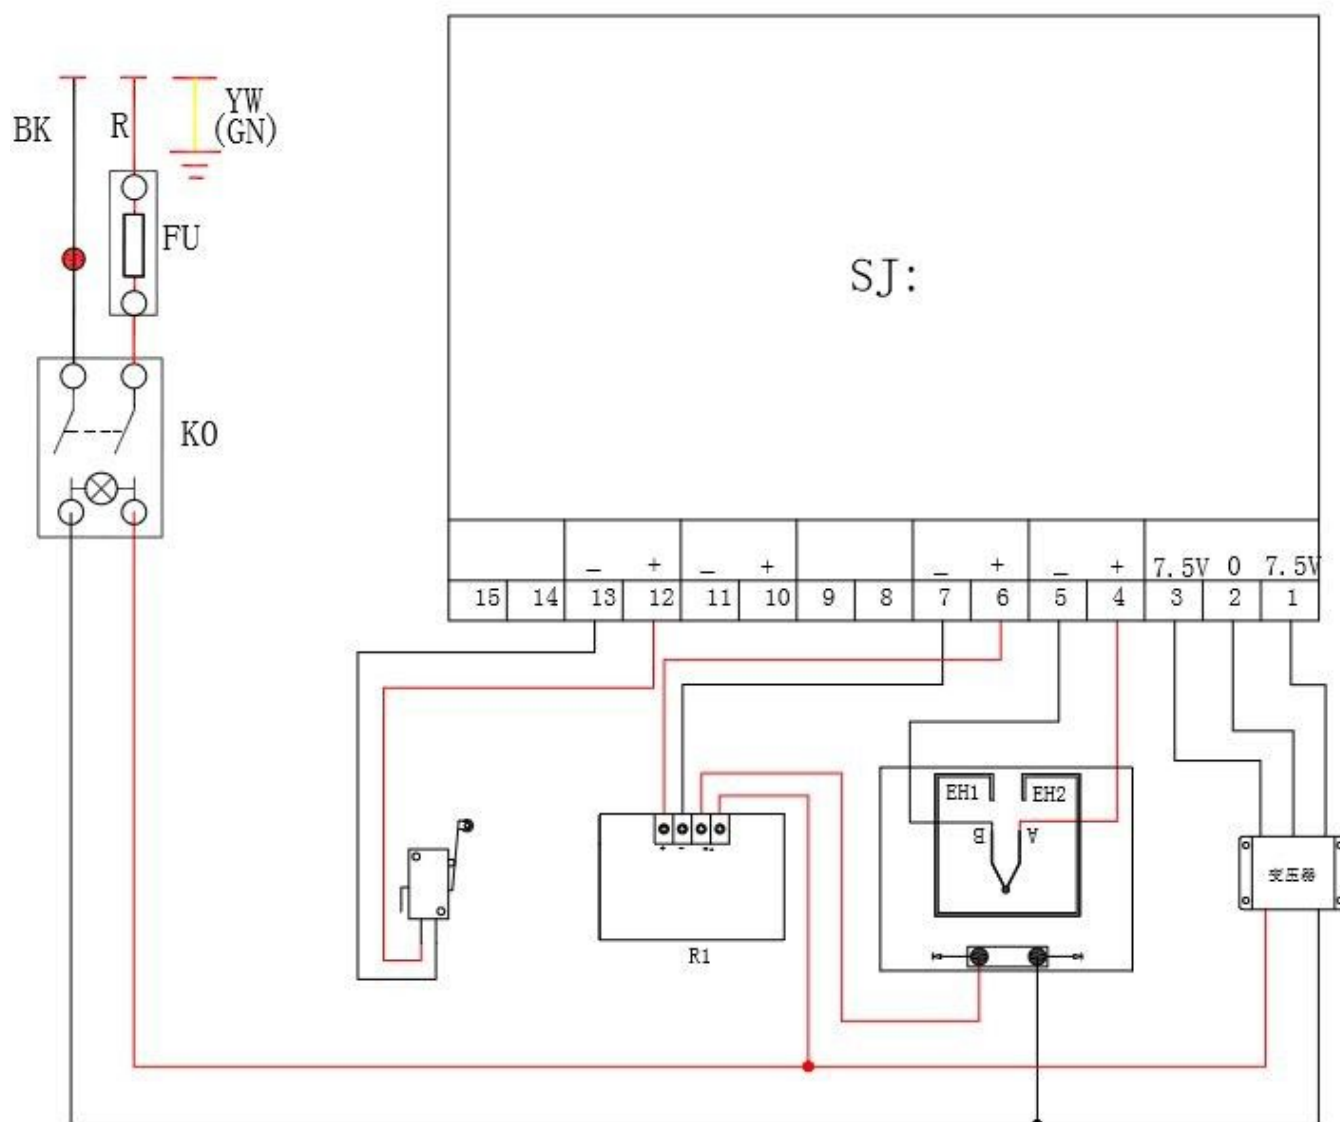 YW
BK
R
(GN)
FU
SJ:
K0
- + - + - + - + 7.5V 0 7.5V
15 14 13 12 11 10 9 8 7 6 5 4 3 2 1
EH1 EH2
B A
+ -
变压器
R1